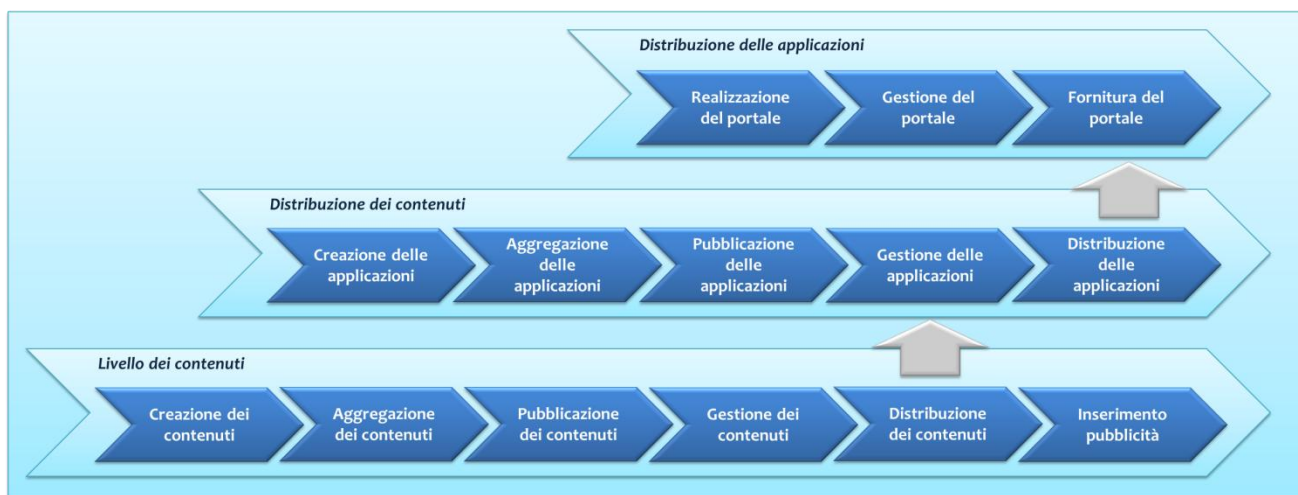 Distribuzione delle applicazioni
Realizzazione
del portale
Gestione del
portale
Fornitura del
portale
Distribuzione dei contenuti
Creazione delle
applicazioni
Aggregazione
delle
applicazioni
Pubblicazione
delle
applicazioni
Gestione delle
applicazioni
Distribuzione
delle
applicazioni
Livello dei contenuti
Creazione dei
contenuti
Aggregazione
dei contenuti
Pubblicazione
dei contenuti
Gestione dei
contenuti
Distribuzione
dei contenuti
Inserimento
pubblicità